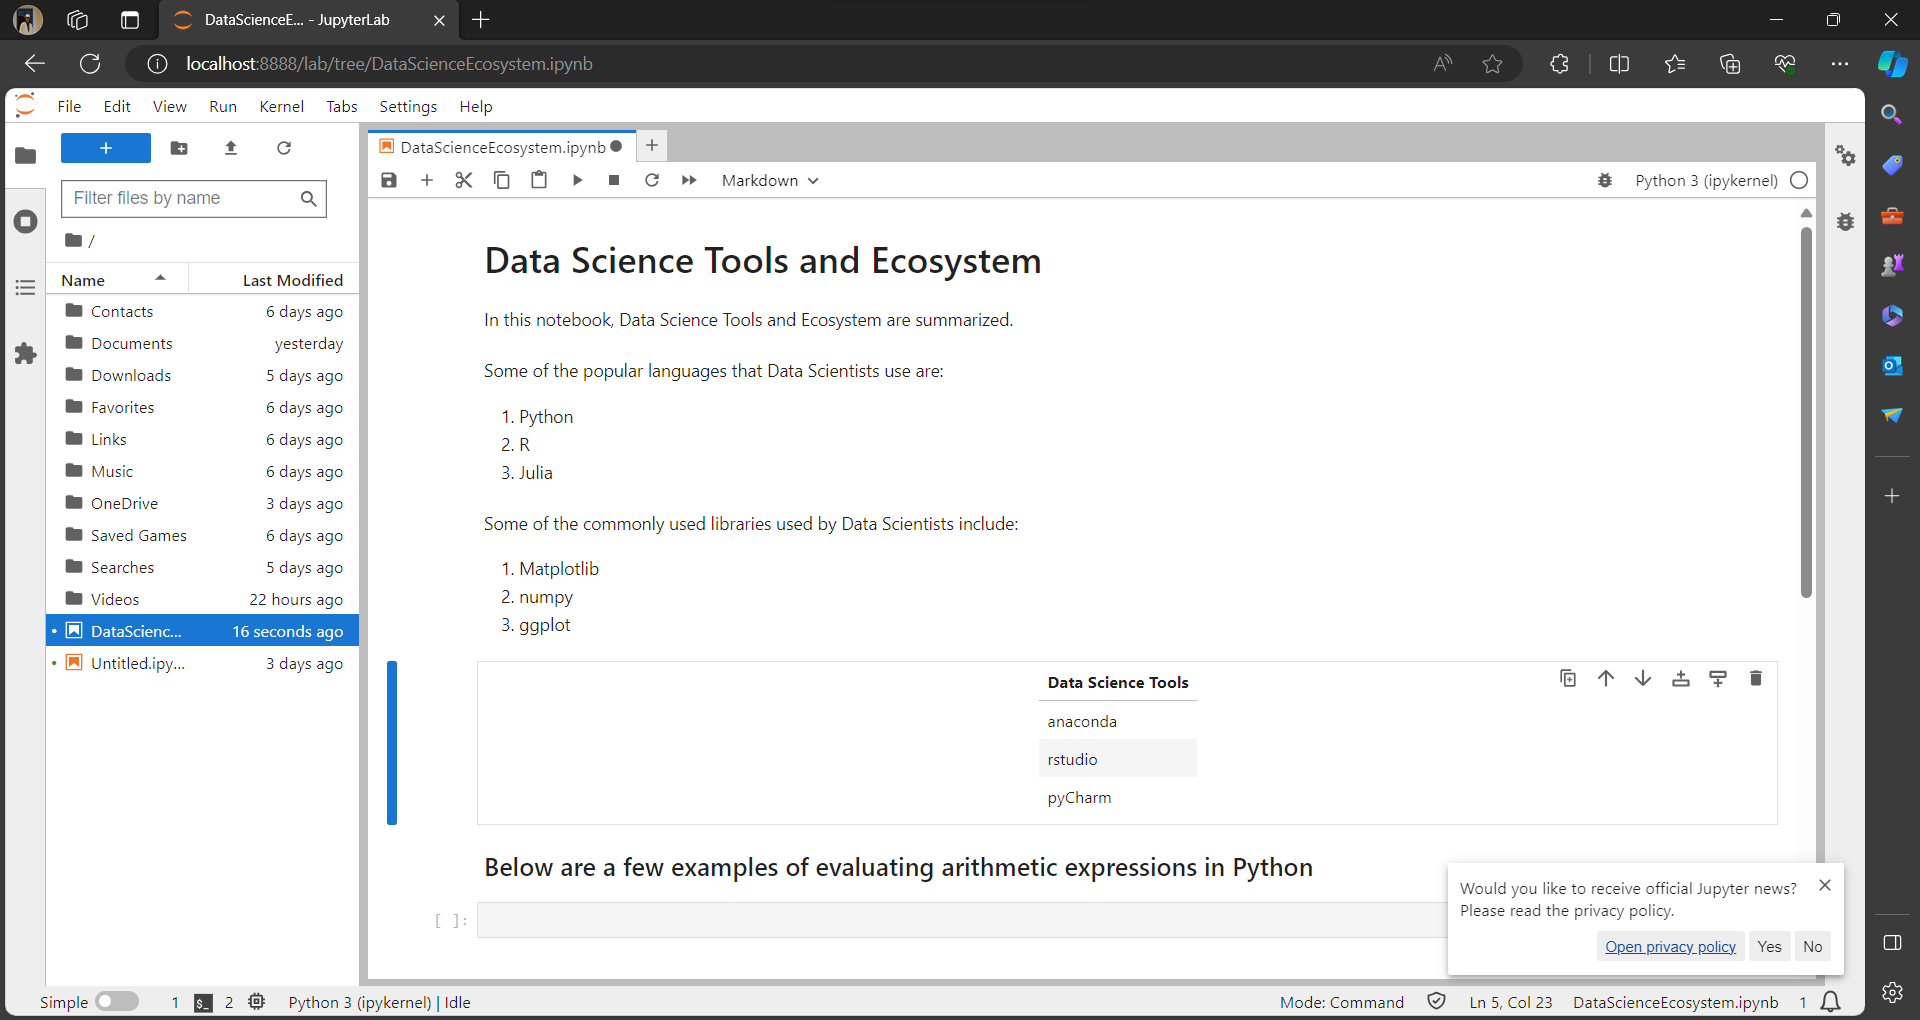 DataScienceE... - JupyterLab
localhost:8888/lab/tree/DataScienceEcosystem.ipynb
File Edit View Run Kernel Tabs Settings Help
+
Filter files by name
/
Name Last Modified
Contacts 6 days ago
Documents yesterday
Downloads 5 days ago
Favorites 6 days ago
Links 6 days ago
Music 6 days ago
OneDrive 3 days ago
Saved Games 6 days ago
Searches 5 days ago
Videos 22 hours ago
DataScienc... 16 seconds ago
Untitled.ipy... 3 days ago
DataScienceEcosystem.ipynb
Markdown
Python 3 (ipykernel)
Data Science Tools and Ecosystem
In this notebook, Data Science Tools and Ecosystem are summarized.
Some of the popular languages that Data Scientists use are:
1. Python
2. R
3. Julia
Some of the commonly used libraries used by Data Scientists include:
1. Matplotlib
2. numpy
3. ggplot
Data Science Tools
anaconda
rstudio
pyCharm
Below are a few examples of evaluating arithmetic expressions in Python
[ ]:
Would you like to receive official Jupyter news?
Please read the privacy policy.
Open privacy policy Yes No
Simple 1 $_ 2 Python 3 (ipykernel) | Idle Mode: Command Ln 5, Col 23 DataScienceEcosystem.ipynb 1